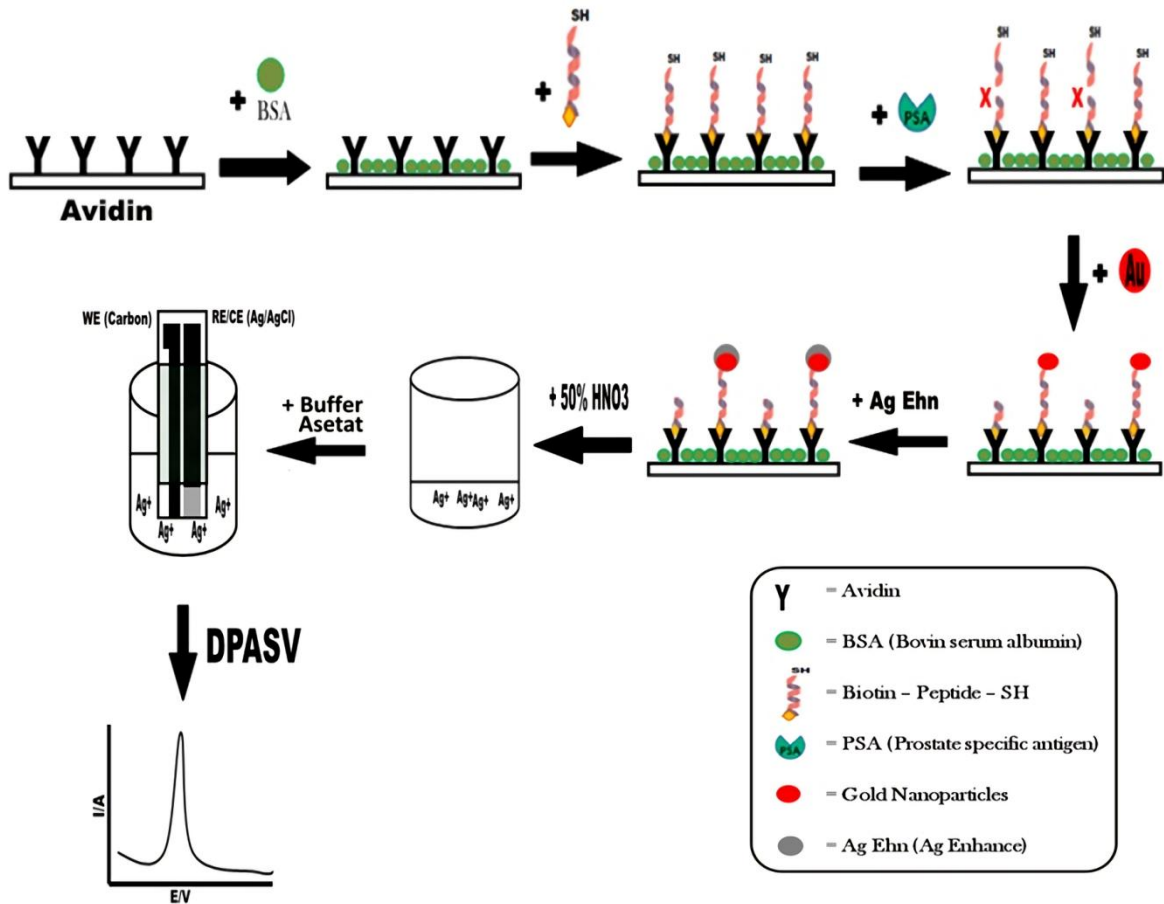 SH
+
BSA
+
SH
SH
SH
SH
+ PSA
SH
SH
SH
SH
X
X
Avidin
+ Au
WE (Carbon)
RE/CE (Ag/AgCl)
+ Buffer
Asetat
+ 50% HNO3
+ Ag Ehn
Ag+
Ag+
Ag+
Ag+
Ag+
Ag+
Ag+
Ag+
DPASV
I/A
E/V
= Avidin
= BSA (Bovin serum albumin)
SH
= Biotin – Peptide – SH
PSA
= PSA (Prostate specific antigen)
= Gold Nanoparticles
= Ag Ehn (Ag Enhance)